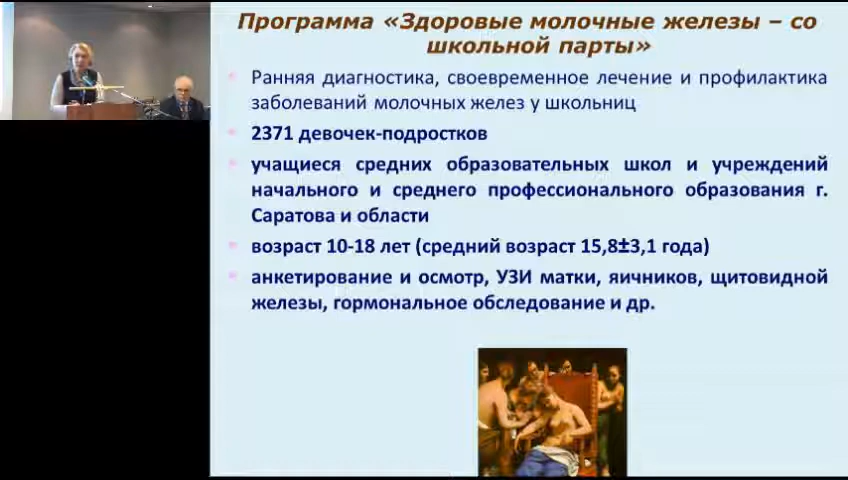 Программа «Здоровые молочные железы – со
школьной парты»
Ранняя диагностика, своевременное лечение и профилактика
заболеваний молочных желез у школьниц
2371 девочек-подростков
учащиеся средних образовательных школ и учреждений
начального и среднего профессионального образования г.
Саратова и области
возраст 10-18 лет (средний возраст 15,8±3,1 года)
анкетирование и осмотр, УЗИ матки, яичников, щитовидной
железы, гормональное обследование и др.